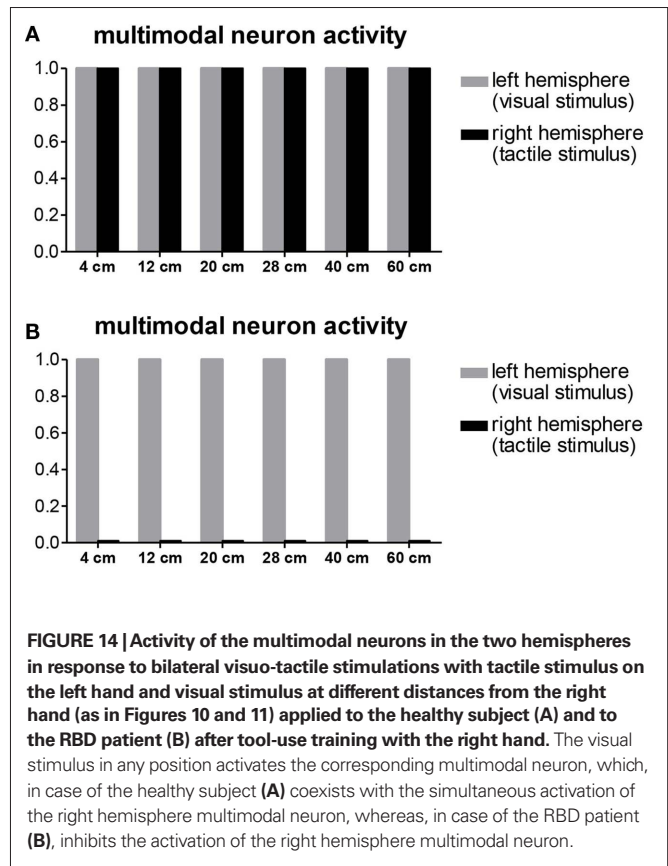 A multimodal neuron activity
1.0
0.8
0.6
0.4
0.2
0.0
4 cm 12 cm 20 cm 28 cm 40 cm 60 cm
left hemisphere
(visual stimulus)
right hemisphere
(tactile stimulus)
B multimodal neuron activity
1.0
0.8
0.6
0.4
0.2
0.0
4 cm 12 cm 20 cm 28 cm 40 cm 60 cm
left hemisphere
(visual stimulus)
right hemisphere
(tactile stimulus)
FIGURE 14 | Activity of the multimodal neurons in the two hemispheres
in response to bilateral visuo-tactile stimulations with tactile stimulus on
the left hand and visual stimulus at different distances from the right
hand (as in Figures 10 and 11) applied to the healthy subject (A) and to
the RBD patient (B) after tool-use training with the right hand. The visual
stimulus in any position activates the corresponding multimodal neuron, which,
in case of the healthy subject (A) coexists with the simultaneous activation of
the right hemisphere multimodal neuron, whereas, in case of the RBD patient
(B), inhibits the activation of the right hemisphere multimodal neuron.